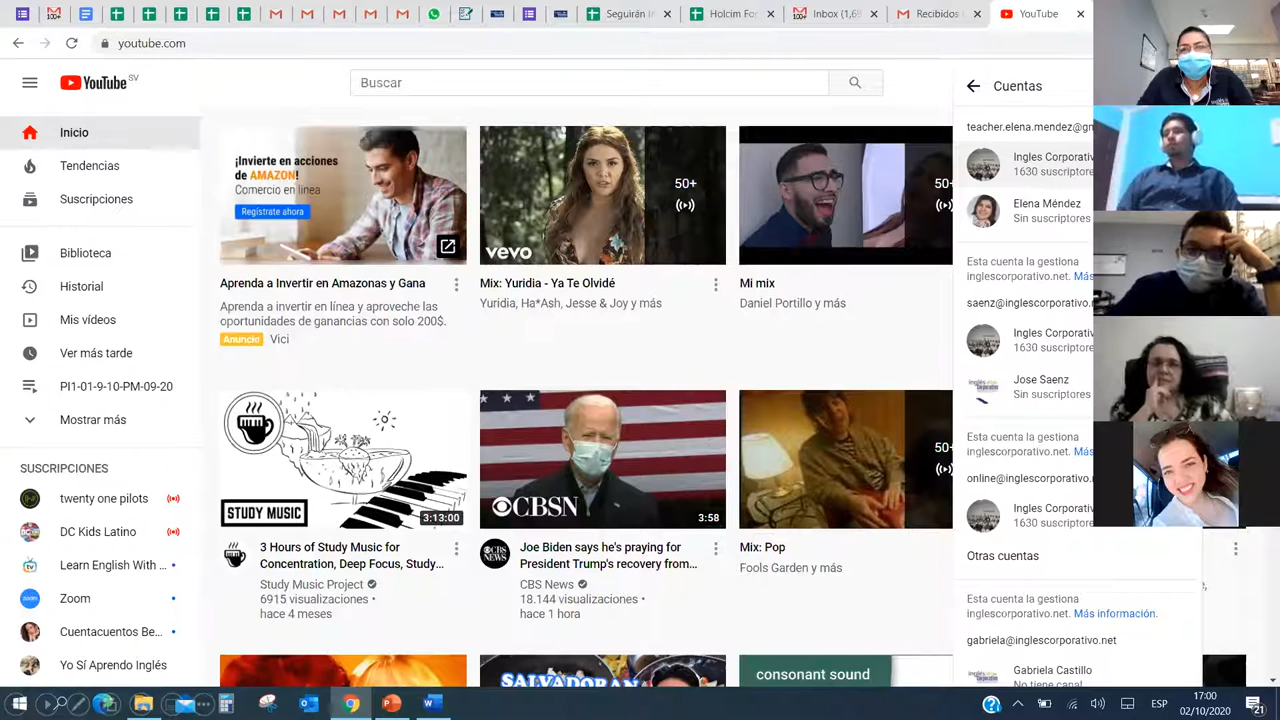 100+
Seguirán i
Holcim Fo
Inbox (1,6
Recibidos
YouTube
youtube.com
YouTube SV
Buscar
Cuentas
Inicio
Tendencias
Suscripciones
Biblioteca
Historial
Mis vídeos
Ver más tarde
PI1-01-9-10-PM-09-20
Mostrar más
SUSCRIPCIONES
twenty one pilots
DC Kids Latino
Learn English With ...
Zoom
Cuentacuentos Be...
Yo Sí Aprendo Inglés
¡Invierte en acciones
de AMAZON!
Comercio en línea
Regístrate ahora
Aprenda a Invertir en Amazonas y Gana
Aprenda a invertir en línea y aproveche las
oportunidades de ganancias con solo 200$.
Anuncio Vici
vevo
50+
Mix: Yuridia - Ya Te Olvidé
Yuridia, Ha*Ash, Jesse & Joy y más
50+
Mi mix
Daniel Portillo y más
STUDY MUSIC
3:13:00
3 Hours of Study Music for
Concentration, Deep Focus, Study...
Study Music Project
6915 visualizaciones •
hace 4 meses
CBSN
3:58
CBS NEWS
Joe Biden says he's praying for
President Trump's recovery from...
CBS News
18.144 visualizaciones •
hace 1 hora
50+
Mix: Pop
Fools Garden y más
SALVADORAN
consonant sound
teacher.elena.mendez@gm
Ingles Corporativ
1630 suscriptore
Elena Méndez
Sin suscriptores
Esta cuenta la gestiona
inglescorporativo.net. Más
saenz@inglescorporativo.
Ingles Corporativ
1630 suscriptore
Jose Saenz
Sin suscriptores
Esta cuenta la gestiona
inglescorporativo.net. Más
online@inglescorporativo.
Ingles Corporativ
1630 suscriptore
Otras cuentas
Esta cuenta la gestiona
inglescorporativo.net. Más información.
gabriela@inglescorporativo.net
Gabriela Castillo
No tiene canal
ESP
17:00
02/10/2020
21